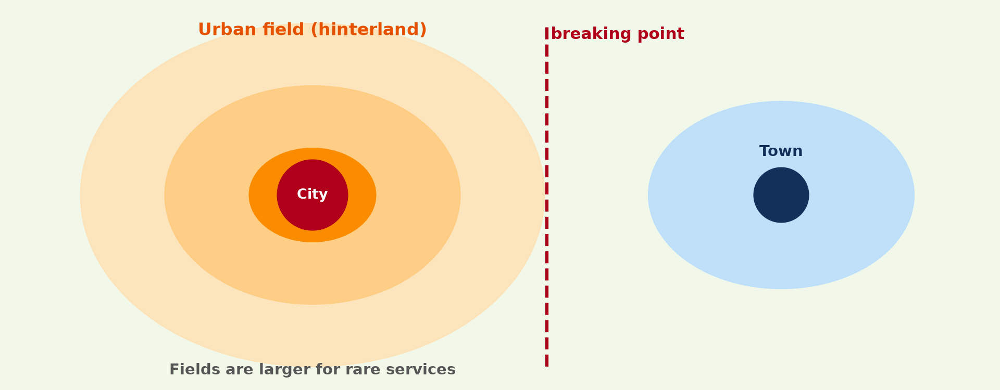 Urban field (hinterland)
breaking point
Town
City
Fields are larger for rare services